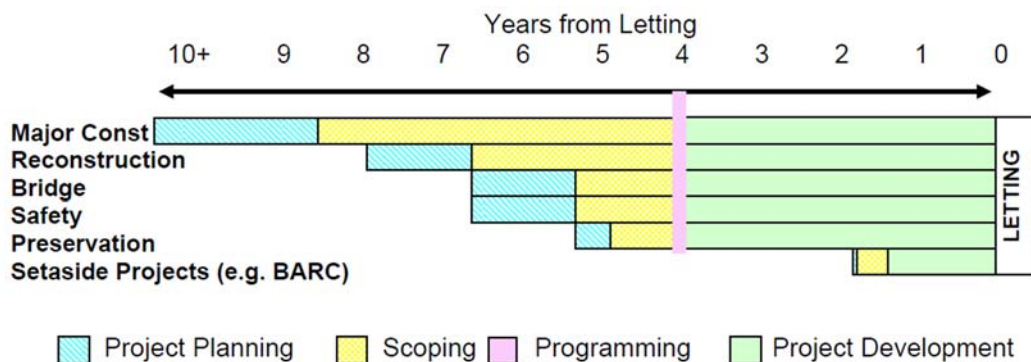 Years from Letting
10+ 9 8 7 6 5 4 3 2 1 0
Major Const
Reconstruction
Bridge
Safety
Preservation
Setaside Projects (e.g. BARC)
LETTING
Project Planning Scoping Programming Project Development